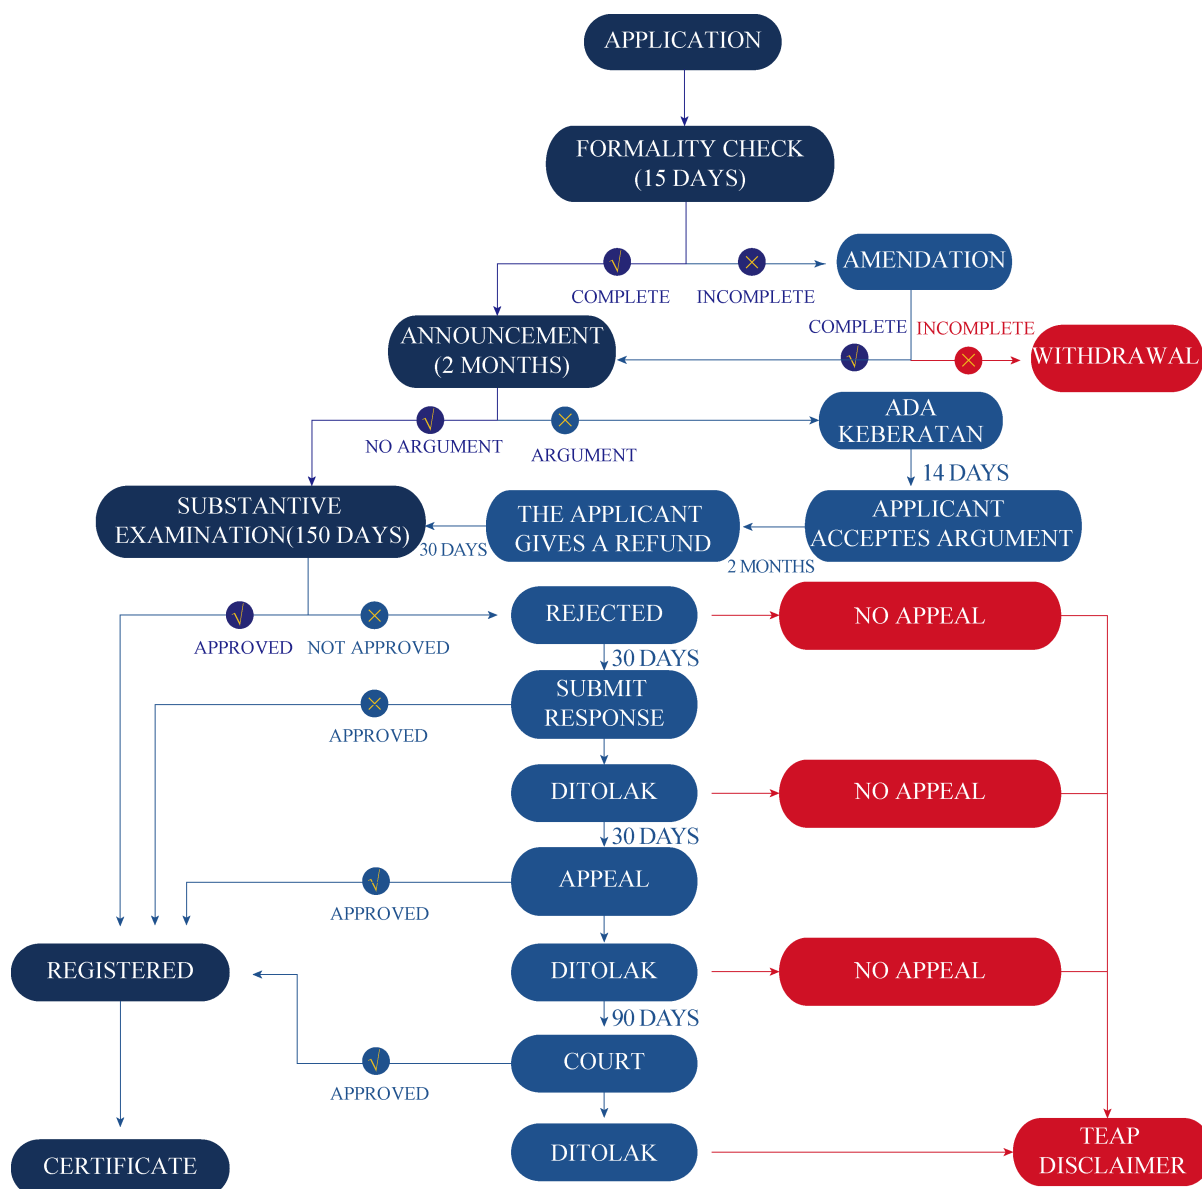 APPLICATION
FORMALITY CHECK
(15 DAYS)
AMENDATION
COMPLETE
INCOMPLETE
ANNOUNCEMENT
(2 MONTHS)
COMPLETE
INCOMPLETE
WITHDRAWAL
ADA
KEBERATAN
NO ARGUMENT
ARGUMENT
14 DAYS
SUBSTANTIVE
EXAMINATION(150 DAYS)
30 DAYS
THE APPLICANT
GIVES A REFUND
2 MONTHS
APPLICANT
ACCEPTES ARGUMENT
REJECTED
NO APPEAL
APPROVED
NOT APPROVED
30 DAYS
SUBMIT
RESPONSE
APPROVED
DITOLAK
NO APPEAL
30 DAYS
APPEAL
APPROVED
REGISTERED
DITOLAK
NO APPEAL
90 DAYS
COURT
APPROVED
CERTIFICATE
DITOLAK
TEAP
DISCLAIMER